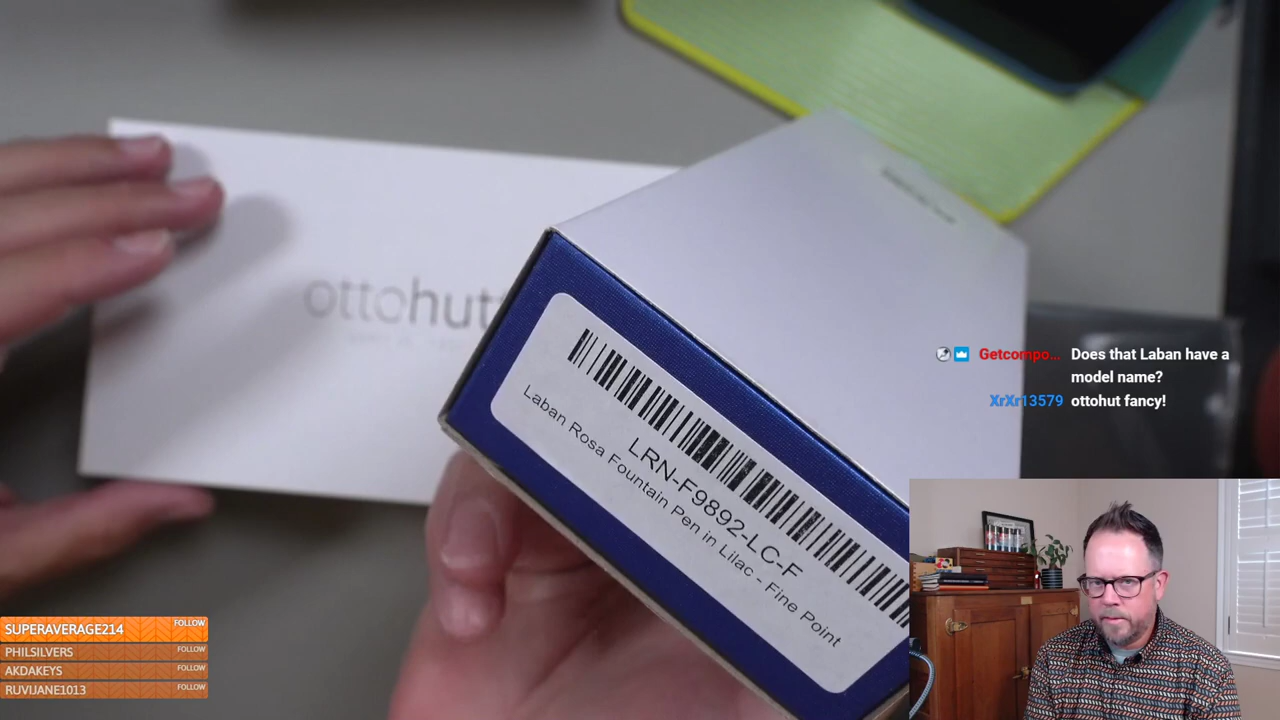 ottohutt
LRN-F9892-LC-F
Laban Rosa Fountain Pen in Lilac - Fine Point
Getcompo... Does that Laban have a
model name?
XrXr13579 ottohut fancy!
SUPERAVERAGE214 FOLLOW
PHILSILVERS FOLLOW
AKDAKEYS FOLLOW
RUVIJANE1013 FOLLOW